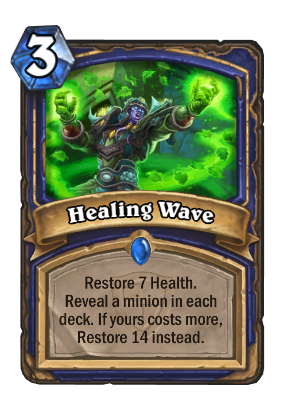 3
Healing Wave
Restore 7 Health.
Reveal a minion in each
deck. If yours costs more,
Restore 14 instead.